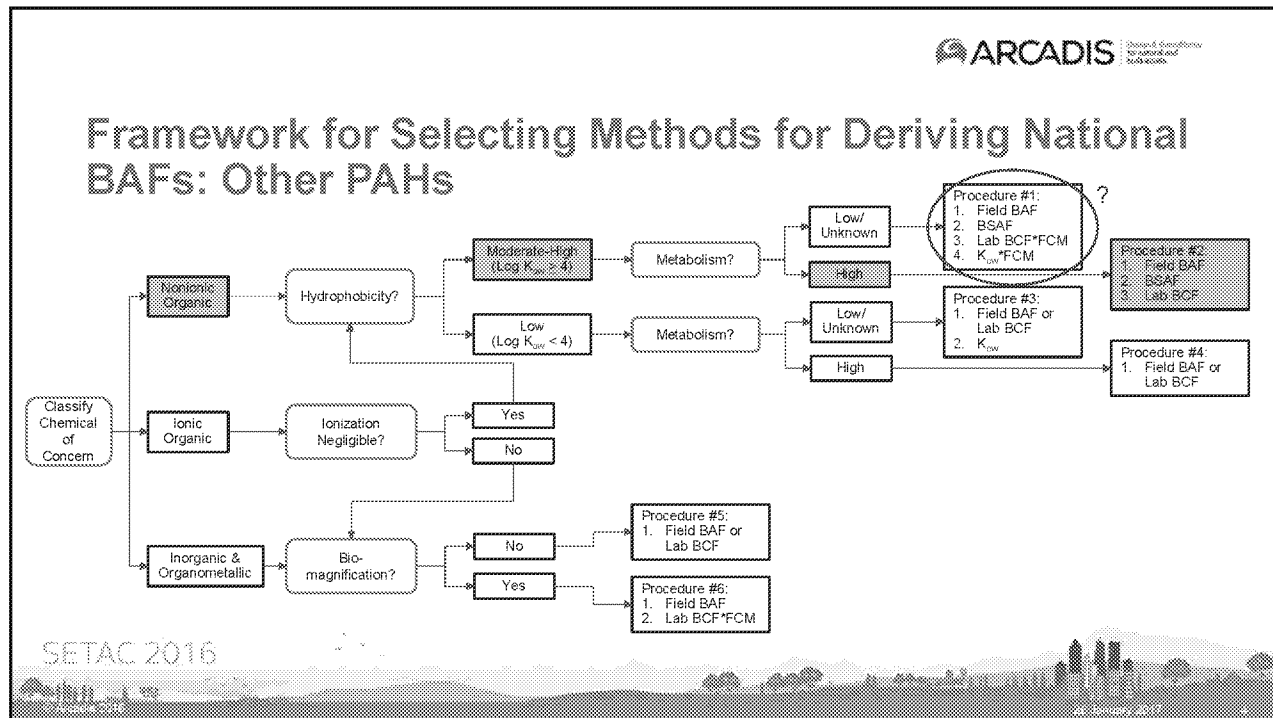 ARCADIS
Framework for Selecting Methods for Deriving National
BAFs: Other PAHs
Classify
Chemical
of
Concern
Nonionic
Organic
Hydrophobicity?
Moderate-High
(Log Kow > 4)
Metabolism?
Low/
Unknown
Procedure #1:
1. Field BAF
2. BSAF
3. Lab BCF*FCM
4. Kow*FCM
?
High
Procedure #2
1. Field BAF
2. BSAF
3. Lab BCF
Low
(Log Kow < 4)
Metabolism?
Low/
Unknown
Procedure #3:
1. Field BAF or
Lab BCF
2. Kow
High
Procedure #4:
1. Field BAF or
Lab BCF
Ionic
Organic
Ionization
Negligible?
Yes
No
Inorganic &
Organometallic
Bio-
magnification?
No
Procedure #5:
1. Field BAF or
Lab BCF
Yes
Procedure #6:
1. Field BAF
2. Lab BCF*FCM
SETAC 2016
© Arcadis 2016
January 2017